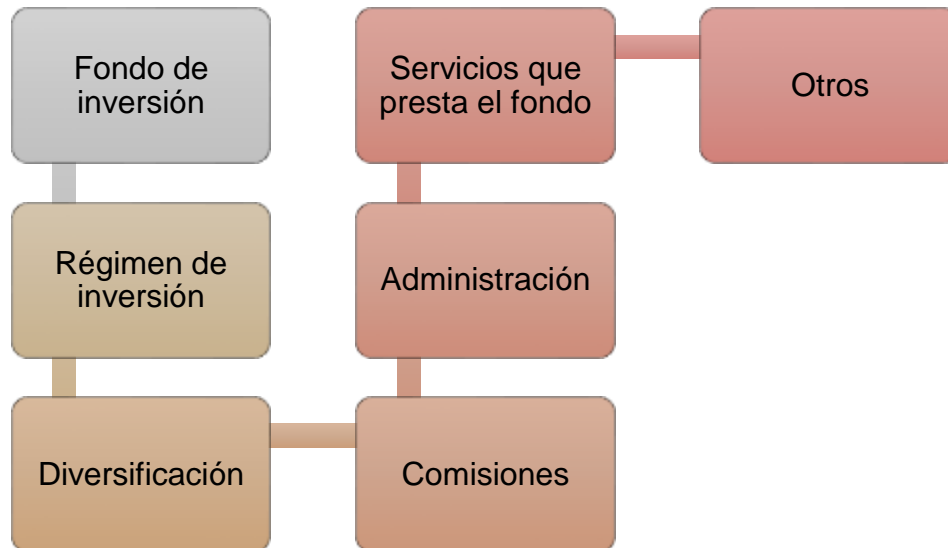 Fondo de
inversión
Régimen de
inversión
Diversificación
Comisiones
Administración
Servicios que
presta el fondo
Otros